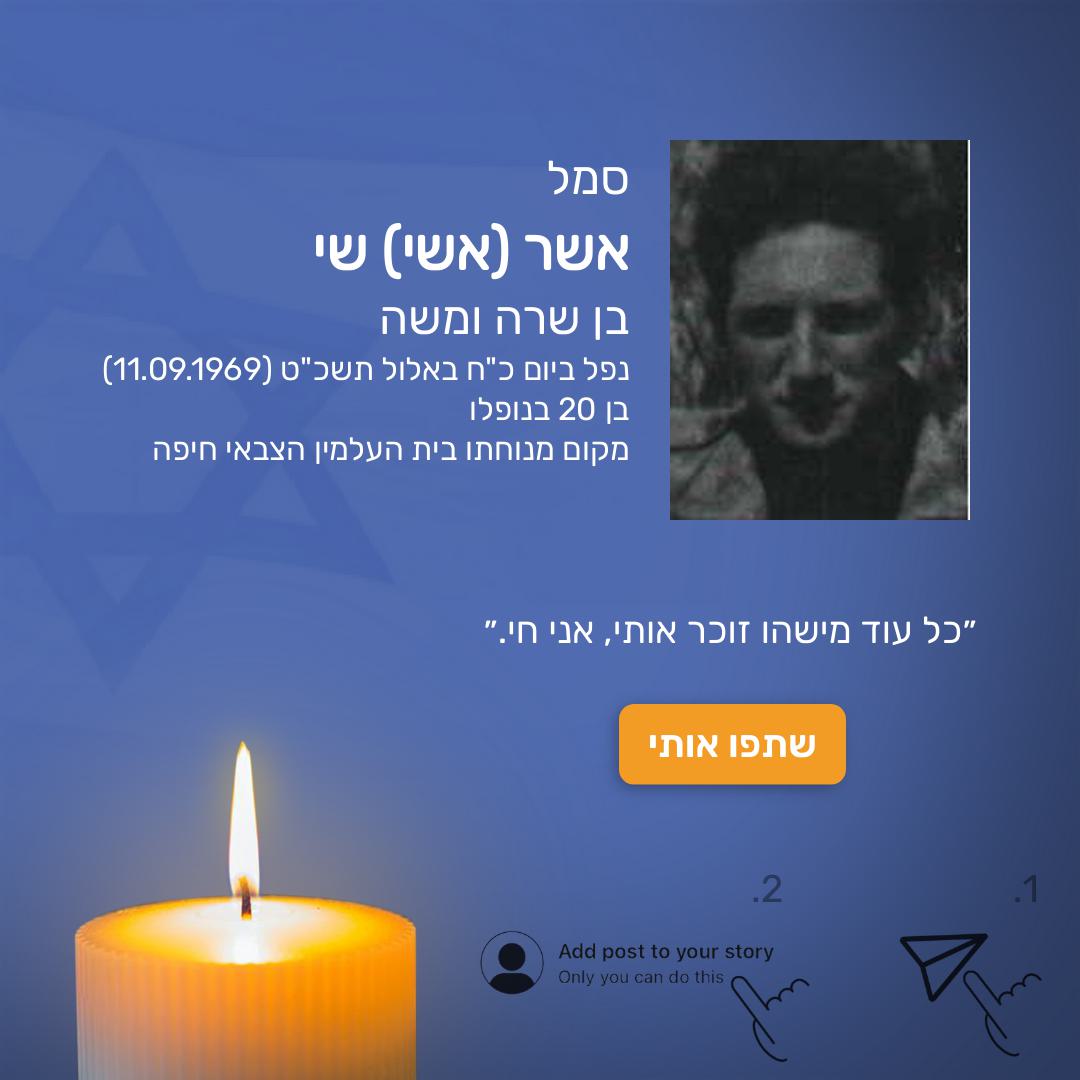 סמל
אשר (אשי) שי
בן שרה ומשה
נפל ביום כ"ח באלול תשכ"ט (11.09.1969)
בן 20 בנופלו
מקום מנוחתו בית העלמין הצבאי חיפה
״כל עוד מישהו זוכר אותי, אני חי.״
שתפו אותי
1.
2.
Add post to your story
Only you can do this